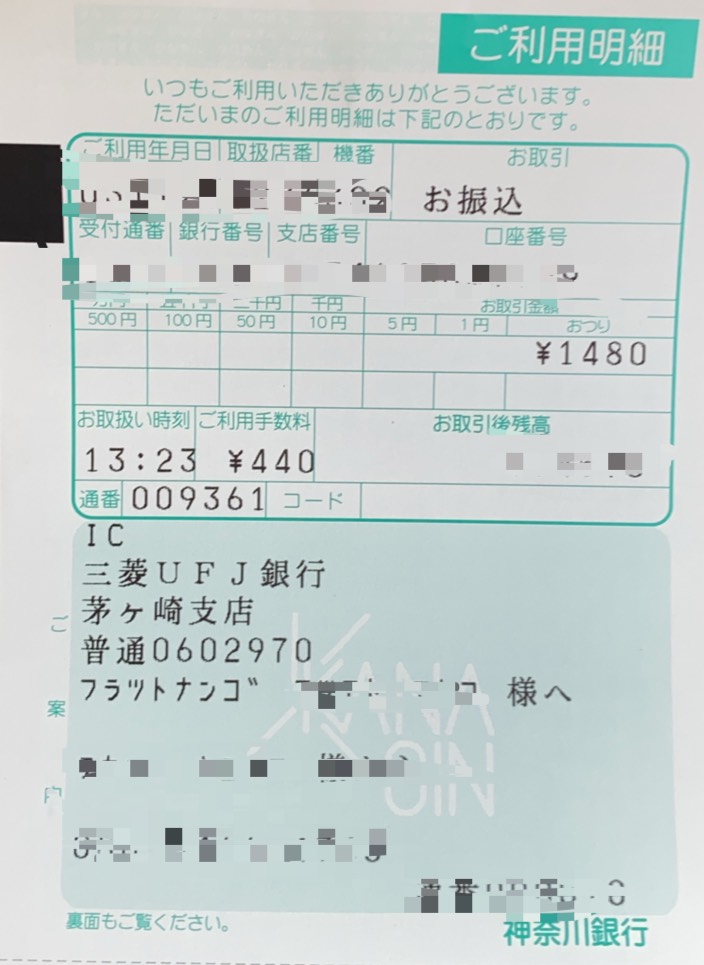 ご利用明細
いつもご利用いただきありがとうございます。
ただいまのご利用明細は下記のとおりです。
ご利用年月日 取扱店番 機番 お取引
お振込
受付通番 銀行番号 支店番号 口座番号
千円 お取引金額
500円 100円 50円 10円 5円 1円 おつり
¥1480
お取扱い時刻 ご利用手数料 お取引後残高
13:23 ¥440
通番 009361 コード
IC
三菱UFJ銀行
茅ヶ崎支店
普通0602970
フラツトナンゴ゛ 様へ
ご案内
KANAGIN
裏面もご覧ください。
神奈川銀行